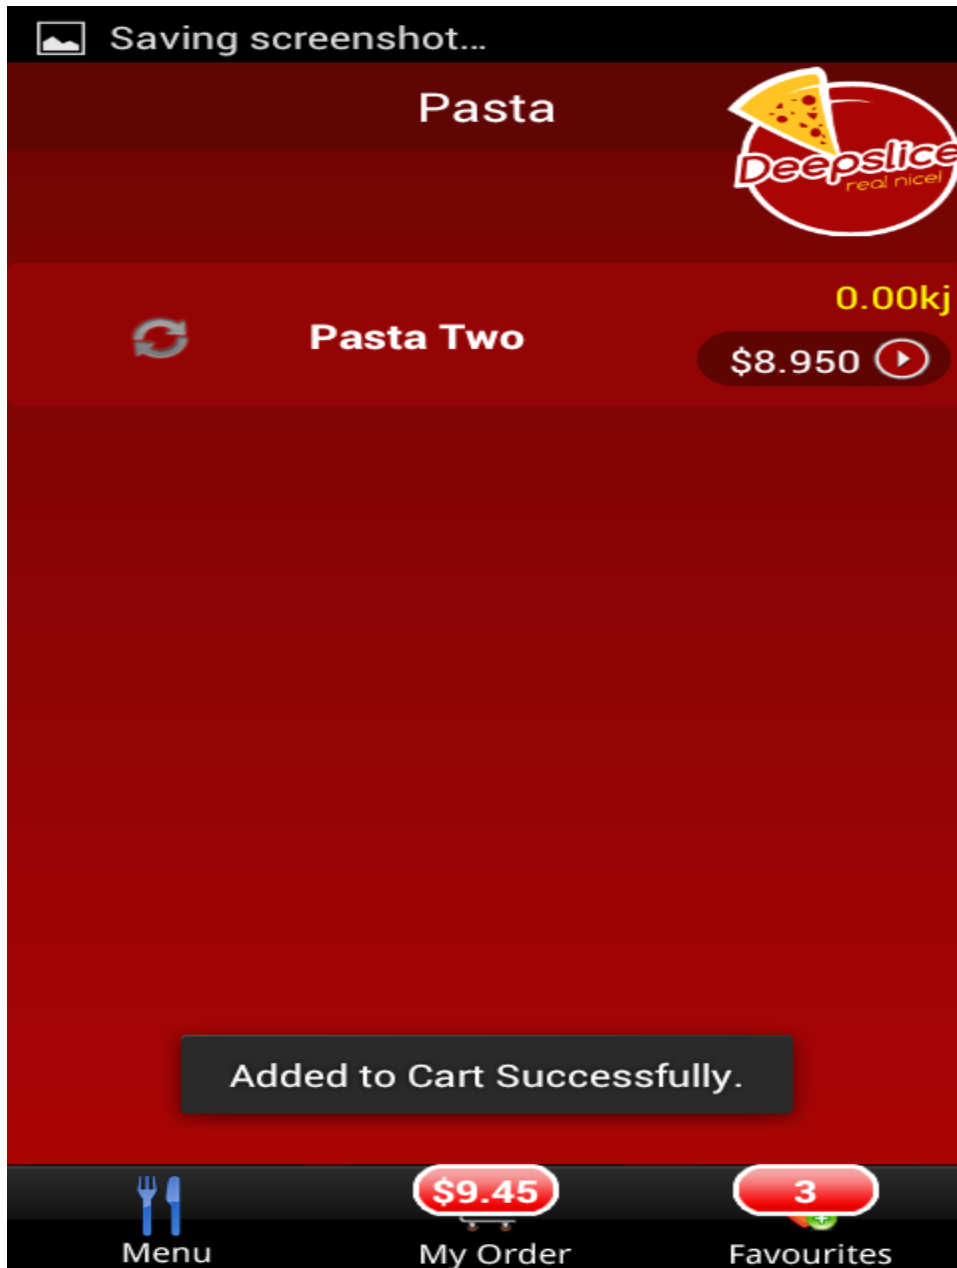 Saving screenshot...
Pasta
Deepslice
real nice!
0.00kj
Pasta Two
$8.950
Added to Cart Successfully.
$9.45
3
Menu
My Order
Favourites